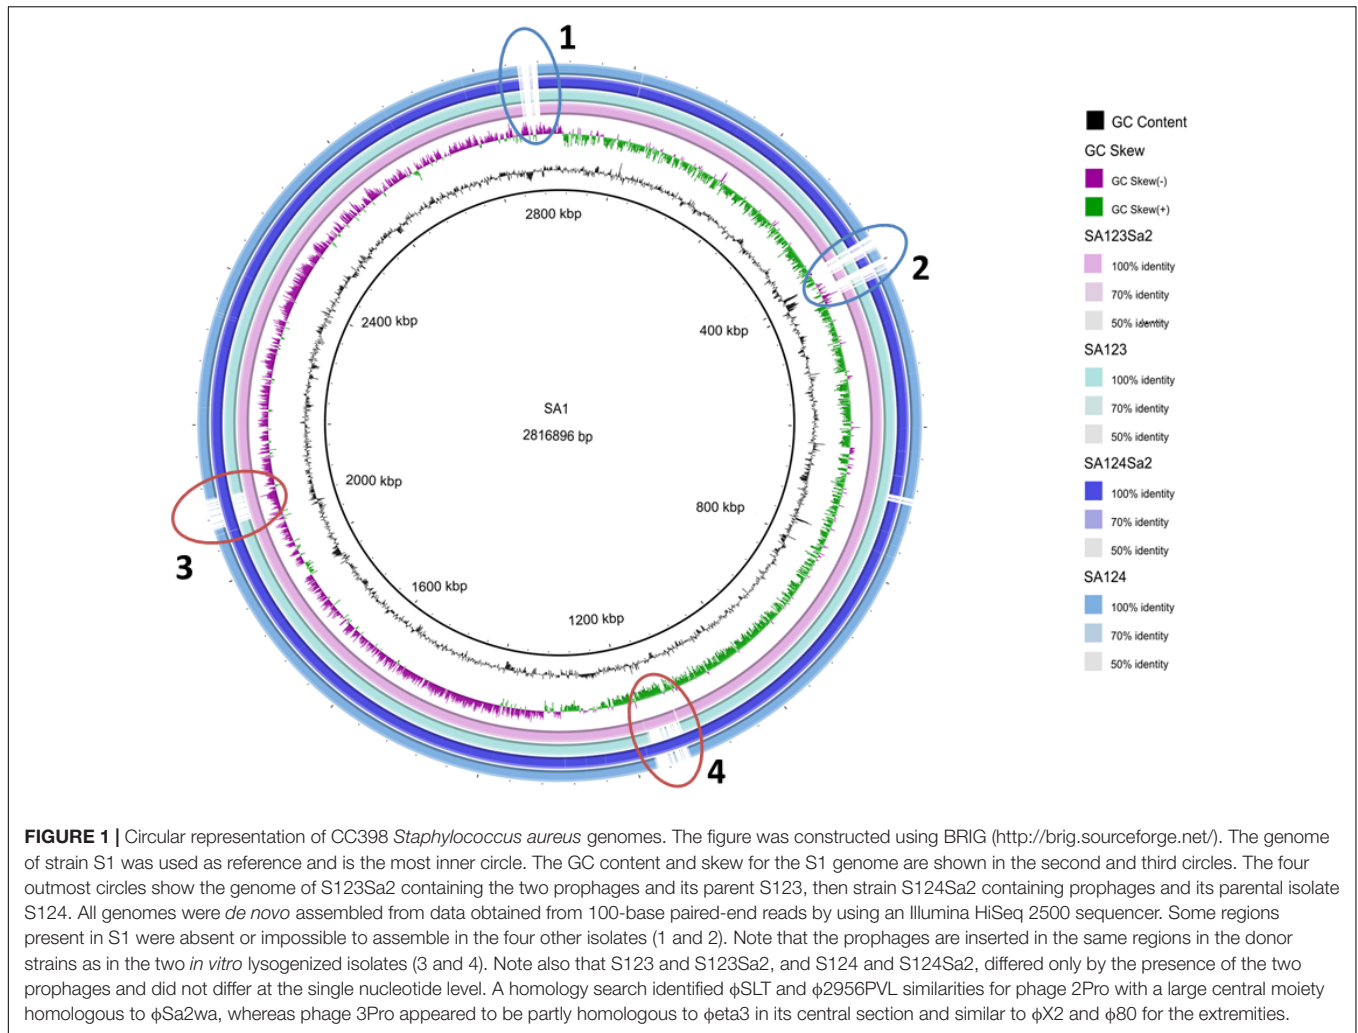 1
2
3
4
2800 kbp
2400 kbp
400 kbp
SA1
2816896 bp
2000 kbp
800 kbp
1600 kbp
1200 kbp
GC Content
GC Skew
GC Skew(-)
GC Skew(+)
SA123Sa2
100% identity
70% identity
50% identity
SA123
100% identity
70% identity
50% identity
SA124Sa2
100% identity
70% identity
50% identity
SA124
100% identity
70% identity
50% identity
FIGURE 1 | Circular representation of CC398 Staphylococcus aureus genomes. The figure was constructed using BRIG (http://brig.sourceforge.net/). The genome
of strain S1 was used as reference and is the most inner circle. The GC content and skew for the S1 genome are shown in the second and third circles. The four
outmost circles show the genome of S123Sa2 containing the two prophages and its parent S123, then strain S124Sa2 containing prophages and its parental isolate
S124. All genomes were de novo assembled from data obtained from 100-base paired-end reads by using an Illumina HiSeq 2500 sequencer. Some regions
present in S1 were absent or impossible to assemble in the four other isolates (1 and 2). Note that the prophages are inserted in the same regions in the donor
strains as in the two in vitro lysogenized isolates (3 and 4). Note also that S123 and S123Sa2, and S124 and S124Sa2, differed only by the presence of the two
prophages and did not differ at the single nucleotide level. A homology search identified ϕSLT and ϕ2956PVL similarities for phage 2Pro with a large central moiety
homologous to ϕSa2wa, whereas phage 3Pro appeared to be partly homologous to ϕeta3 in its central section and similar to ϕX2 and ϕ80 for the extremities.